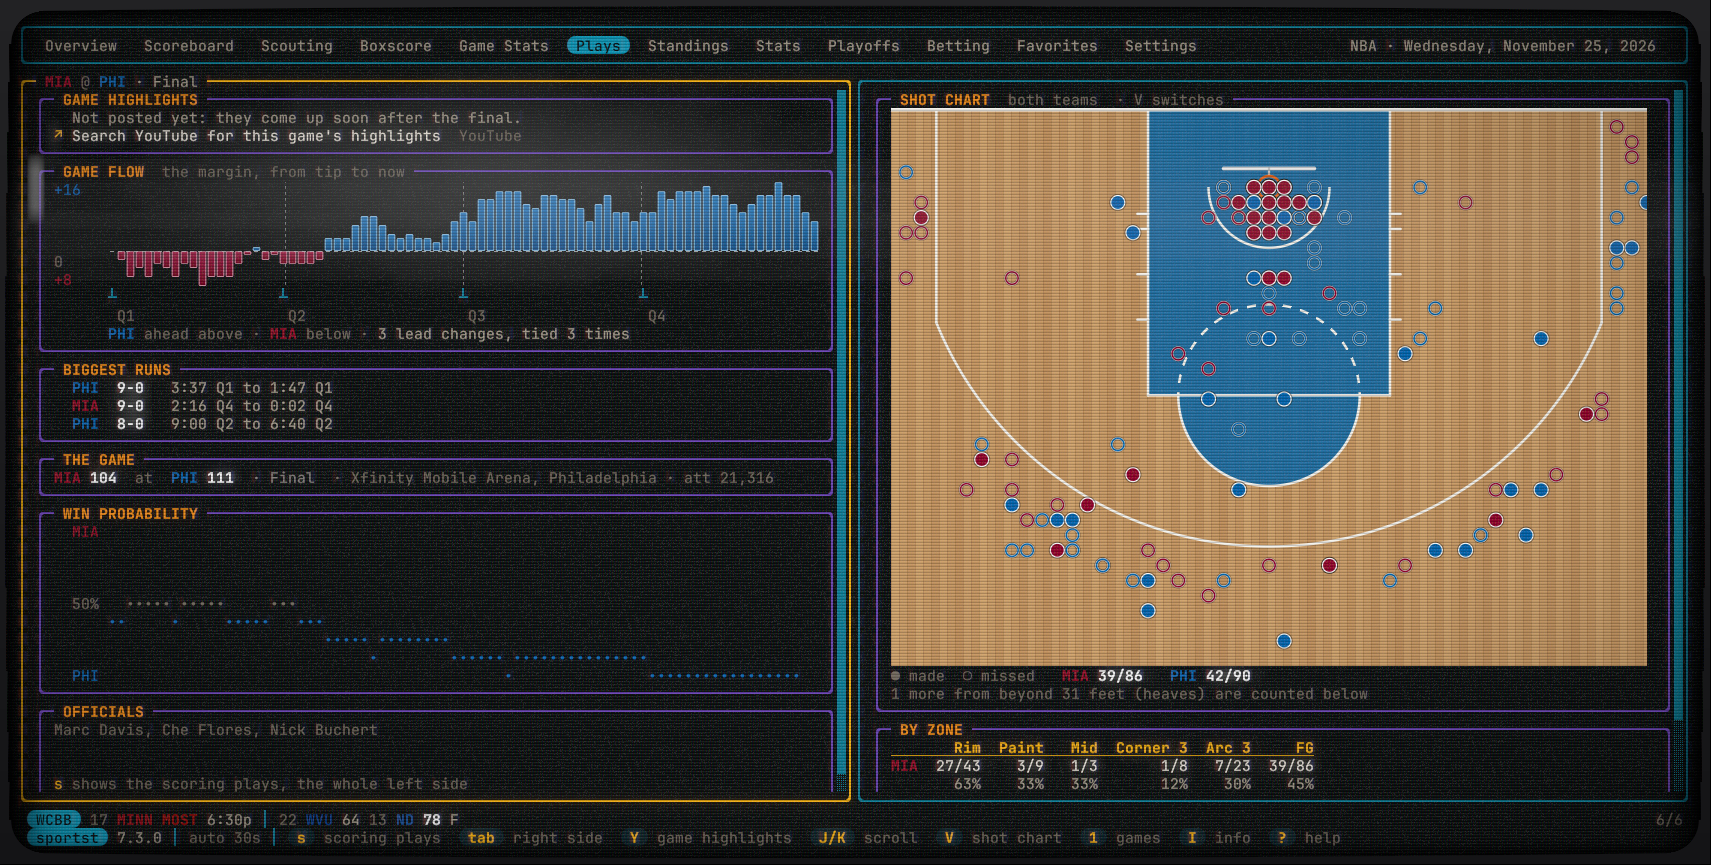 Overview Scoreboard Scouting Boxscore Game Stats Plays Standings Stats Playoffs Betting Favorites Settings NBA · Wednesday, November 25, 2026
MIA @ PHI · Final
GAME HIGHLIGHTS
Not posted yet: they come up soon after the final.
↗ Search YouTube for this game's highlights YouTube
GAME FLOW the margin, from tip to now
+16
0
+8
Q1 Q2 Q3 Q4
PHI ahead above · MIA below · 3 lead changes, tied 3 times
BIGGEST RUNS
PHI 9-0 3:37 Q1 to 1:47 Q1
MIA 9-0 2:16 Q4 to 0:02 Q4
PHI 8-0 9:00 Q2 to 6:40 Q2
THE GAME
MIA 104 at PHI 111 · Final · Xfinity Mobile Arena, Philadelphia · att 21,316
WIN PROBABILITY
MIA
50%
PHI
OFFICIALS
Marc Davis, Che Flores, Nick Buchert
s shows the scoring plays, the whole left side
SHOT CHART both teams · V switches
● made ○ missed MIA 39/86 PHI 42/90
1 more from beyond 31 feet (heaves) are counted below
BY ZONE
Rim Paint Mid Corner 3 Arc 3 FG
MIA 27/43 3/9 1/3 1/8 7/23 39/86
63% 33% 33% 12% 30% 45%
WCBB 17 MINN MOST 6:30p | 22 WVU 64 13 ND 78 F 6/6
sportst 7.3.0 | auto 30s | s scoring plays tab right side Y game highlights J/K scroll V shot chart 1 games I info ? help